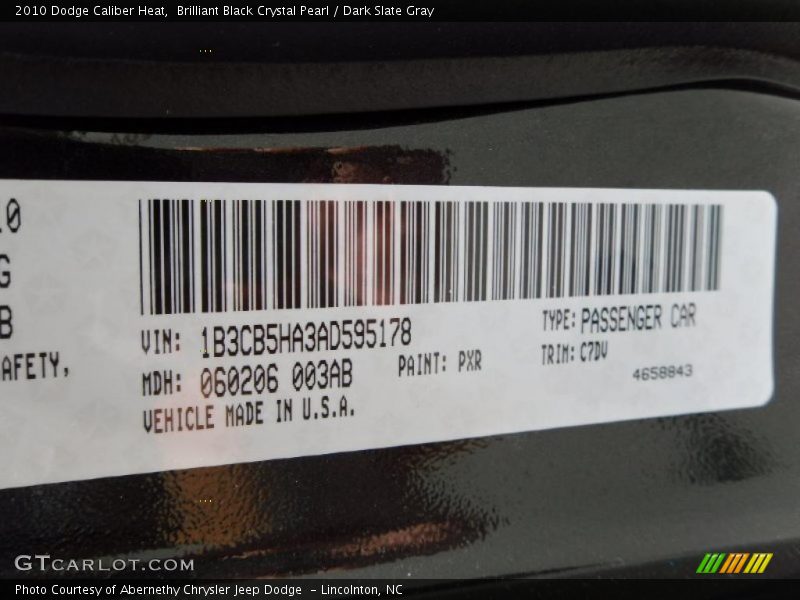 2010 Dodge Caliber Heat,  Brilliant Black Crystal Pearl / Dark Slate Gray
0
G
B
AFETY,
VIN: 1B3CB5HA3AD595178
TYPE: PASSENGER CAR
MDH: 060206 003AB
PAINT: PXR
TRIM: C7DV
4658843
VEHICLE MADE IN U.S.A.
GTCARLOT.COM
Photo Courtesy of Abernethy Chrysler Jeep Dodge  - Lincolnton, NC